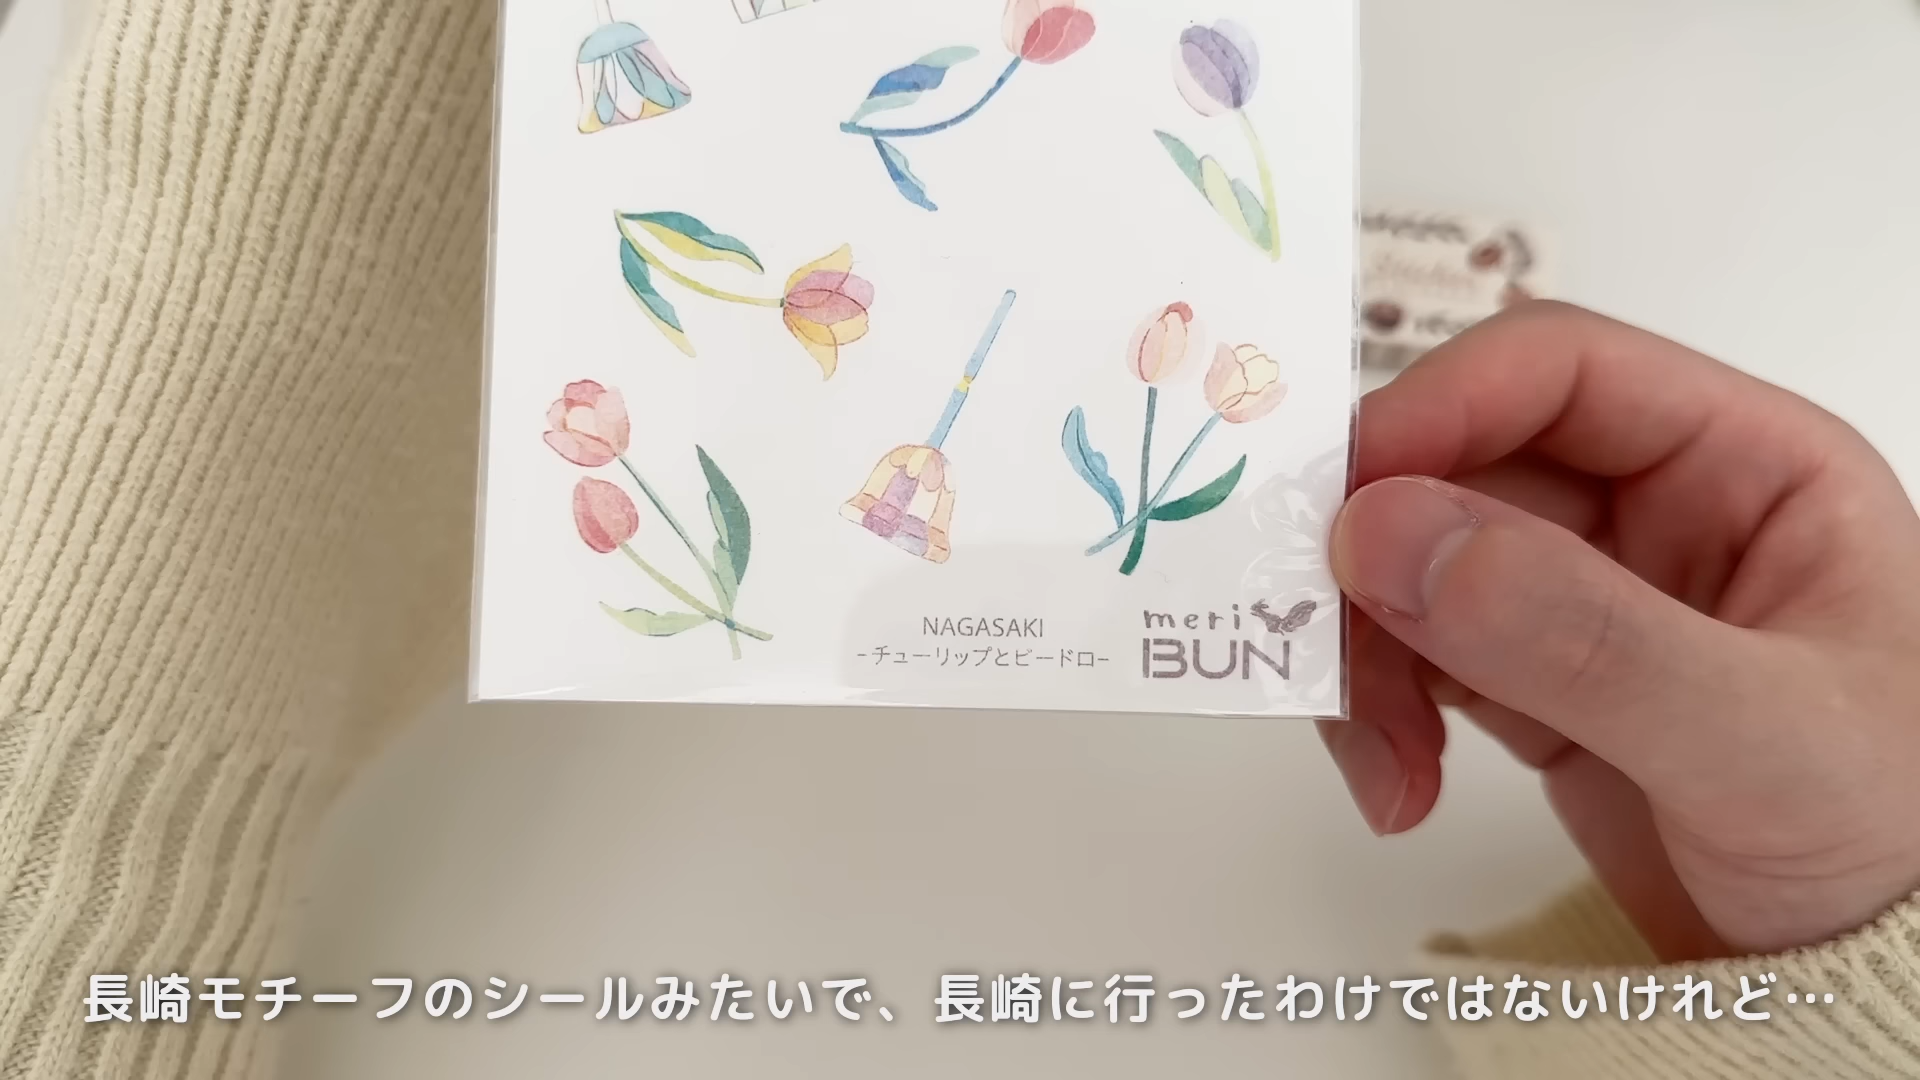 NAGASAKI
-チューリップとビードロ-
meri
BUN
長崎モチーフのシールみたいで、長崎に行ったわけではないけれど…